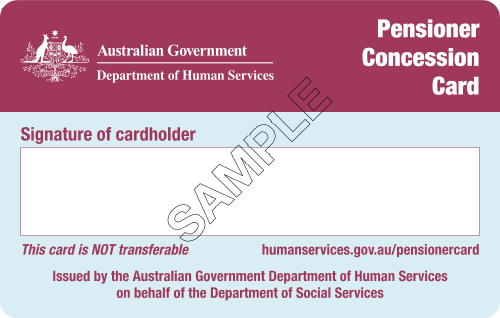 Australian Government
Department of Human Services
Pensioner
Concession
Card
Signature of cardholder
SAMPLE
This card is NOT transferable
humanservices.gov.au/pensionercard
Issued by the Australian Government Department of Human Services
on behalf of the Department of Social Services